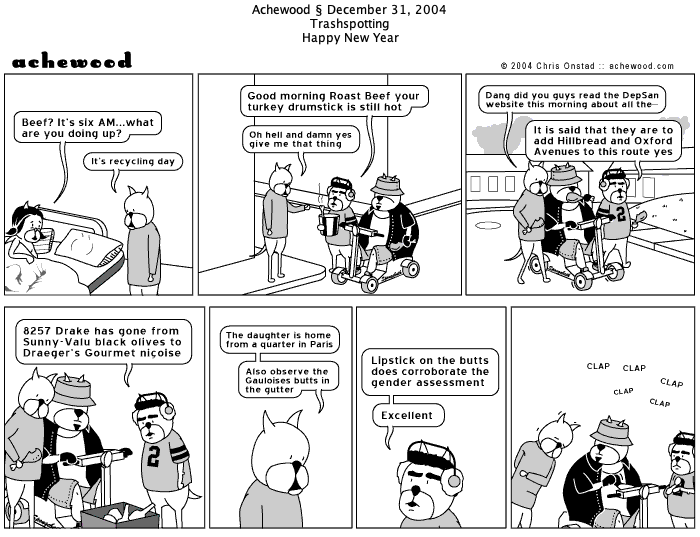 Achewood § December 31, 2004
Trashspotting
Happy New Year
achewood
© 2004 Chris Onstad :: achewood.com
Beef? It's six AM...what
are you doing up?
It's recycling day
Good morning Roast Beef your
turkey drumstick is still hot
Oh hell and damn yes
give me that thing
Dang did you guys read the DepSan
website this morning about all the—
It is said that they are to
add Hillbread and Oxford
Avenues to this route yes
2
8257 Drake has gone from
Sunny-Valu black olives to
Draeger's Gourmet niçoise
2
The daughter is home
from a quarter in Paris
Also observe the
Gauloises butts in
the gutter
Lipstick on the butts
does corroborate the
gender assessment
Excellent
CLAP
CLAP
CLAP
CLAP
CLAP